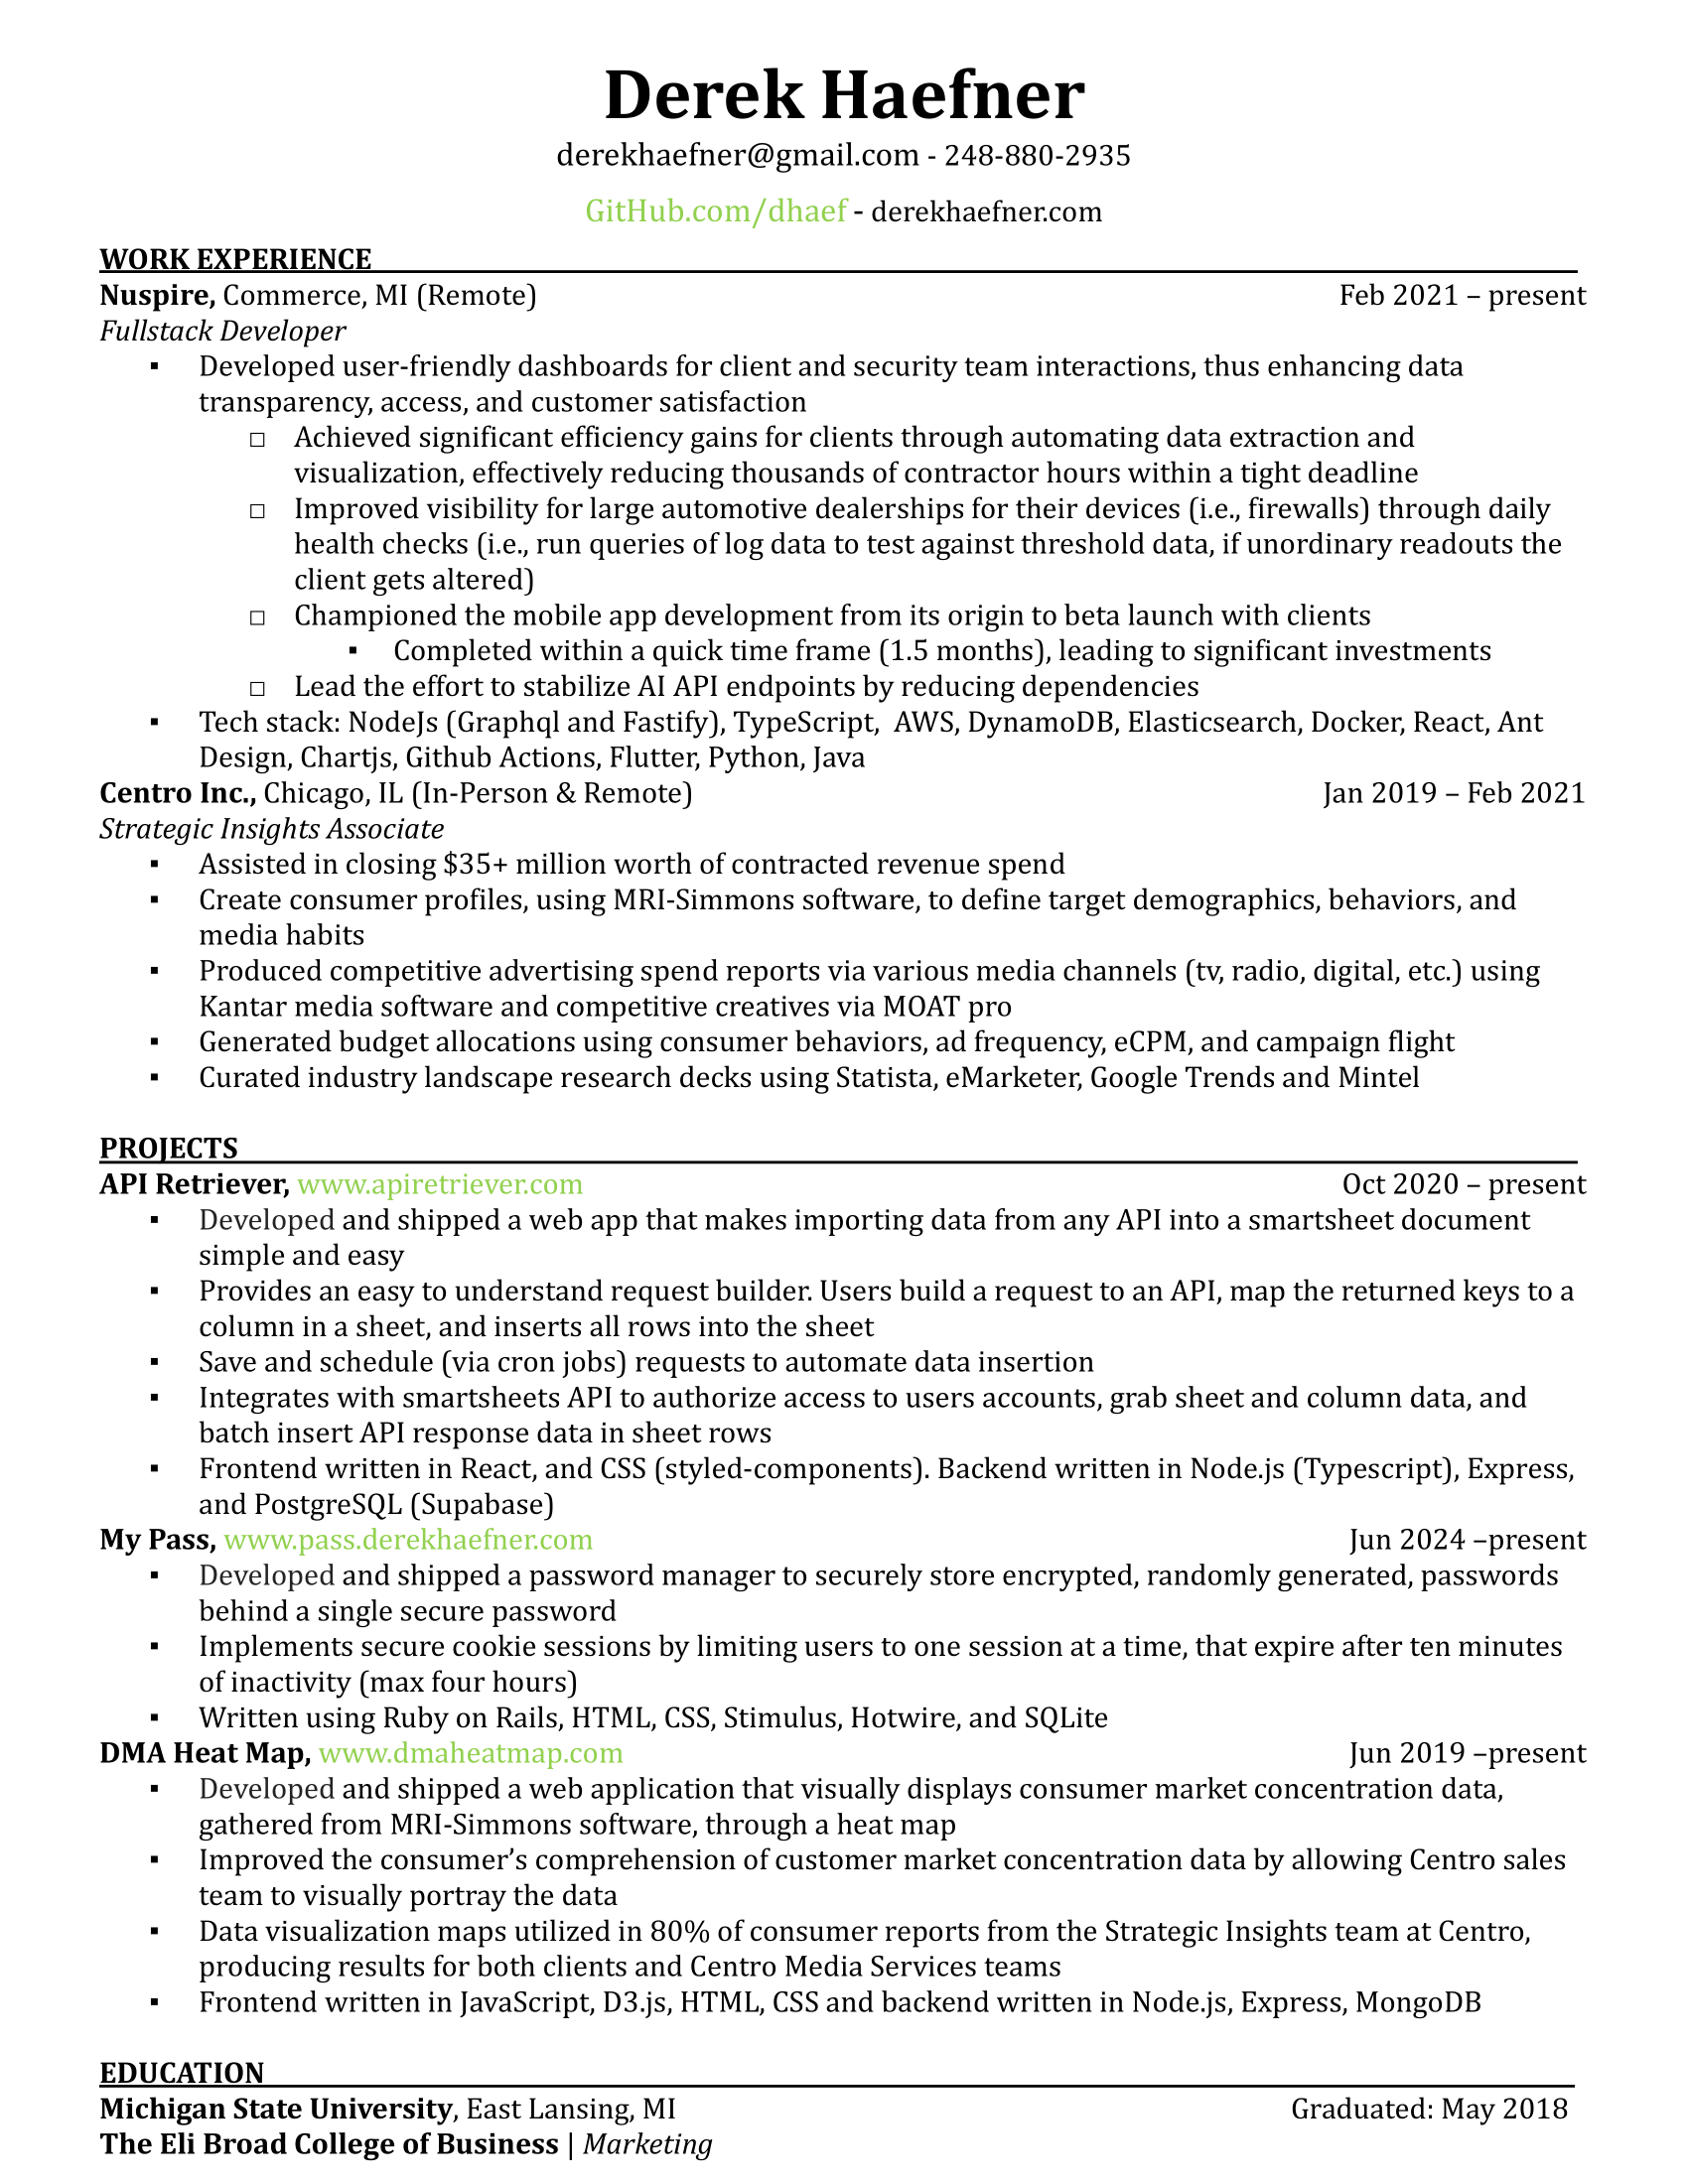 Derek Haefner
derekhaefner@gmail.com - 248-880-2935
GitHub.com/dhaef - derekhaefner.com
WORK EXPERIENCE
Nuspire, Commerce, MI (Remote) Feb 2021 – present
Fullstack Developer
▪ Developed user-friendly dashboards for client and security team interactions, thus enhancing data
transparency, access, and customer satisfaction
□ Achieved significant efficiency gains for clients through automating data extraction and
visualization, effectively reducing thousands of contractor hours within a tight deadline
□ Improved visibility for large automotive dealerships for their devices (i.e., firewalls) through daily
health checks (i.e., run queries of log data to test against threshold data, if unordinary readouts the
client gets altered)
□ Championed the mobile app development from its origin to beta launch with clients
▪ Completed within a quick time frame (1.5 months), leading to significant investments
□ Lead the effort to stabilize AI API endpoints by reducing dependencies
▪ Tech stack: NodeJs (Graphql and Fastify), TypeScript, AWS, DynamoDB, Elasticsearch, Docker, React, Ant
Design, Chartjs, Github Actions, Flutter, Python, Java
Centro Inc., Chicago, IL (In-Person & Remote) Jan 2019 – Feb 2021
Strategic Insights Associate
▪ Assisted in closing $35+ million worth of contracted revenue spend
▪ Create consumer profiles, using MRI-Simmons software, to define target demographics, behaviors, and
media habits
▪ Produced competitive advertising spend reports via various media channels (tv, radio, digital, etc.) using
Kantar media software and competitive creatives via MOAT pro
▪ Generated budget allocations using consumer behaviors, ad frequency, eCPM, and campaign flight
▪ Curated industry landscape research decks using Statista, eMarketer, Google Trends and Mintel
PROJECTS
API Retriever, www.apiretriever.com Oct 2020 – present
▪ Developed and shipped a web app that makes importing data from any API into a smartsheet document
simple and easy
▪ Provides an easy to understand request builder. Users build a request to an API, map the returned keys to a
column in a sheet, and inserts all rows into the sheet
▪ Save and schedule (via cron jobs) requests to automate data insertion
▪ Integrates with smartsheets API to authorize access to users accounts, grab sheet and column data, and
batch insert API response data in sheet rows
▪ Frontend written in React, and CSS (styled-components). Backend written in Node.js (Typescript), Express,
and PostgreSQL (Supabase)
My Pass, www.pass.derekhaefner.com Jun 2024 –present
▪ Developed and shipped a password manager to securely store encrypted, randomly generated, passwords
behind a single secure password
▪ Implements secure cookie sessions by limiting users to one session at a time, that expire after ten minutes
of inactivity (max four hours)
▪ Written using Ruby on Rails, HTML, CSS, Stimulus, Hotwire, and SQLite
DMA Heat Map, www.dmaheatmap.com Jun 2019 –present
▪ Developed and shipped a web application that visually displays consumer market concentration data,
gathered from MRI-Simmons software, through a heat map
▪ Improved the consumer’s comprehension of customer market concentration data by allowing Centro sales
team to visually portray the data
▪ Data visualization maps utilized in 80% of consumer reports from the Strategic Insights team at Centro,
producing results for both clients and Centro Media Services teams
▪ Frontend written in JavaScript, D3.js, HTML, CSS and backend written in Node.js, Express, MongoDB
EDUCATION
Michigan State University, East Lansing, MI Graduated: May 2018
The Eli Broad College of Business | Marketing